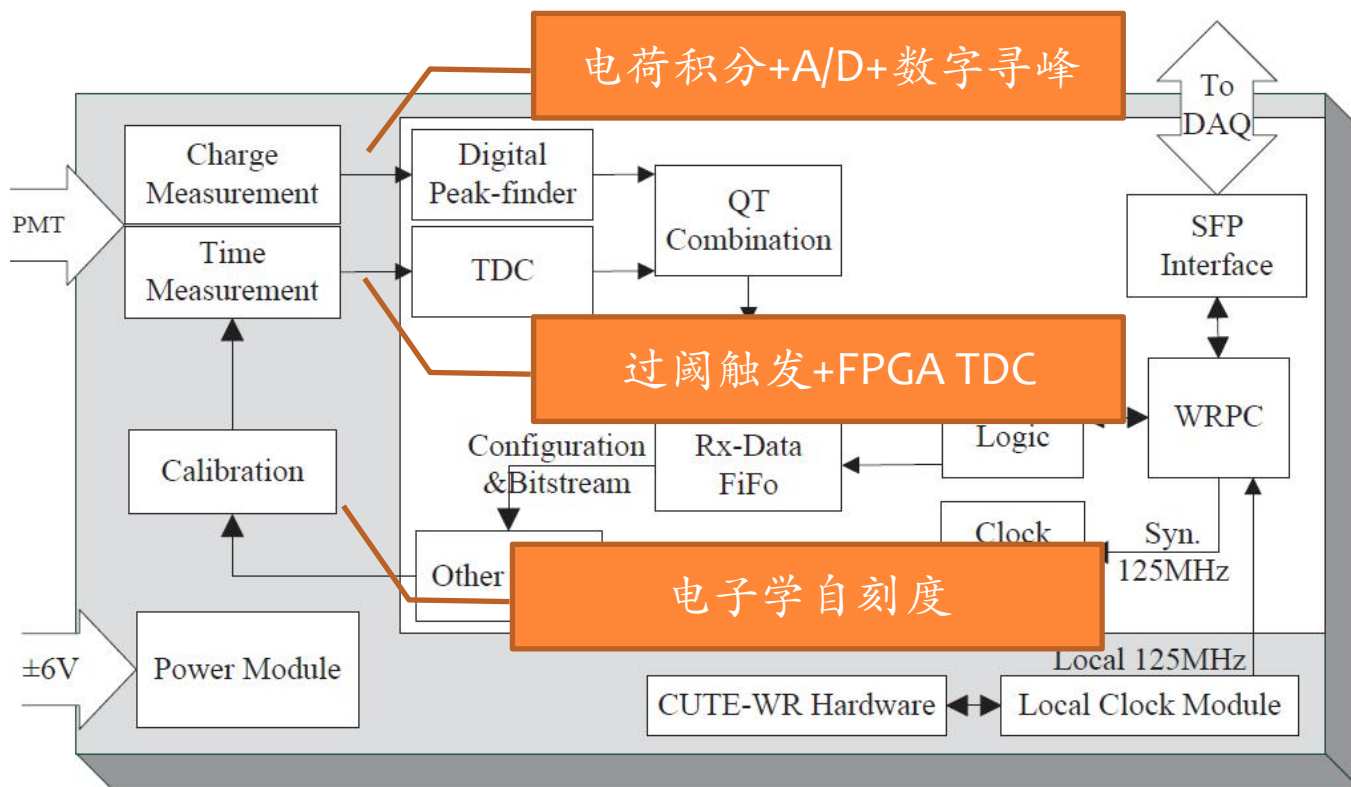 电荷积分+A/D+数字寻峰
To
DAQ
Charge
Measurement
Digital
Peak-finder
QT
Combination
PMT
SFP
Interface
Time
Measurement
TDC
过阈触发+FPGA TDC
WRPC
Logic
Configuration
&Bitstream
Rx-Data
FiFo
Calibration
Clock
Syn.
125MHz
Other
电子学自刻度
±6V
Power Module
Local 125MHz
CUTE-WR Hardware
Local Clock Module